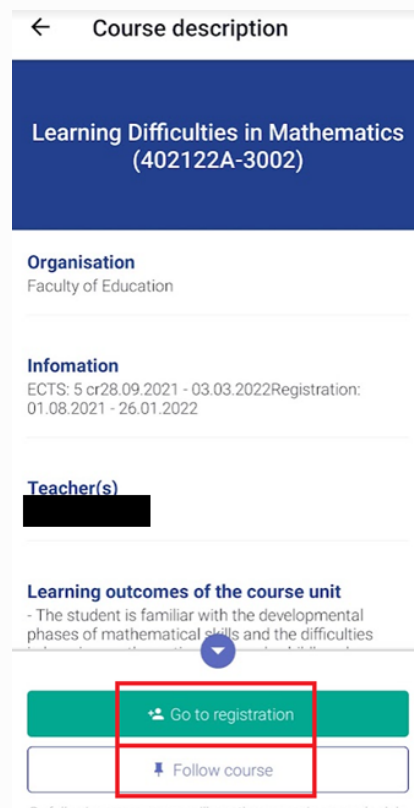 Course description
Learning Difficulties in Mathematics
(402122A-3002)
Organisation
Faculty of Education
Infomation
ECTS: 5 cr28.09.2021 - 03.03.2022Registration:
01.08.2021 - 26.01.2022
Teacher(s)
Learning outcomes of the course unit
- The student is familiar with the developmental
phases of mathematical skills and the difficulties
Go to registration
Follow course